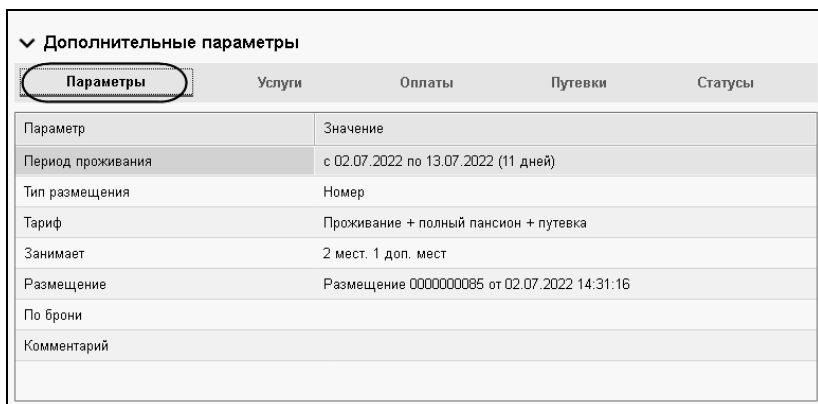 Дополнительные параметры
Параметры Услуги Оплаты Путевки Статусы
Параметр Значение
Период проживания с 02.07.2022 по 13.07.2022 (11 дней)
Тип размещения Номер
Тариф Проживание + полный пансион + путевка
Занимает 2 мест. 1 доп. мест
Размещение Размещение 0000000085 от 02.07.2022 14:31:16
По брони
Комментарий